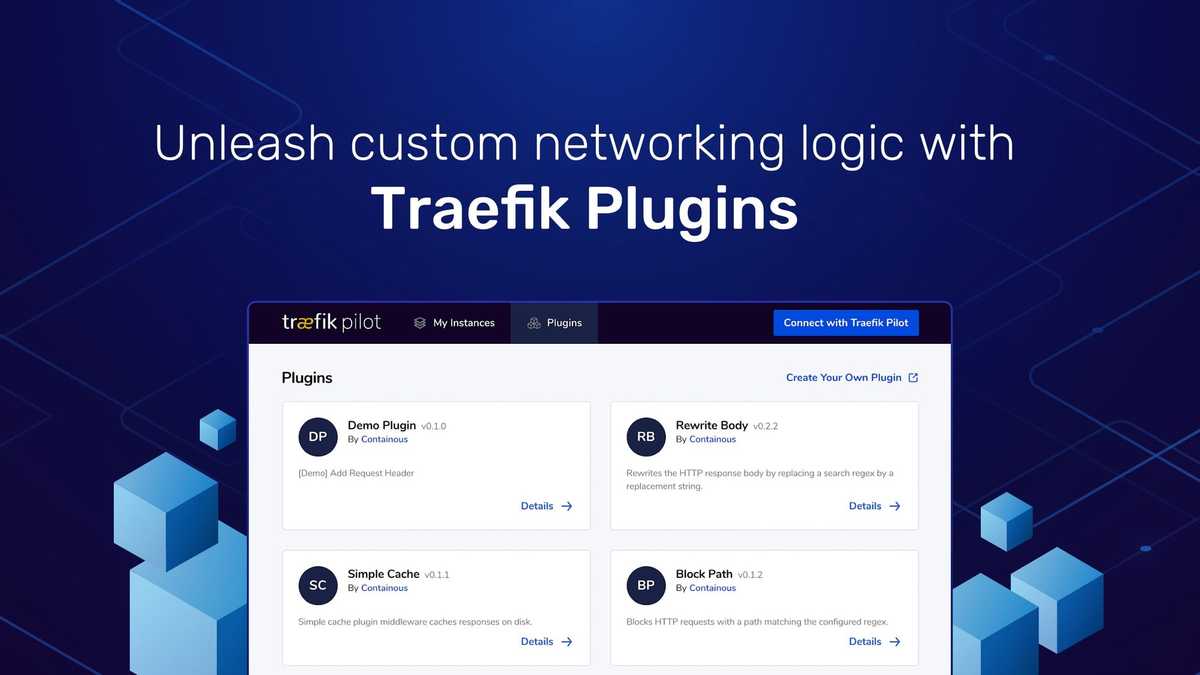 Unleash custom networking logic with
Traefik Plugins
træfik pilot
My Instances
Plugins
Connect with Traefik Pilot
Plugins
Create Your Own Plugin
DP
Demo Plugin v0.1.0
By Containous
[Demo] Add Request Header
Details
RB
Rewrite Body v0.2.2
By Containous
Rewrites the HTTP response body by replacing a search regex by a
replacement string.
Details
SC
Simple Cache v0.1.1
By Containous
Simple cache plugin middleware caches responses on disk.
Details
BP
Block Path v0.1.2
By Containous
Blocks HTTP requests with a path matching the configured regex.
Details